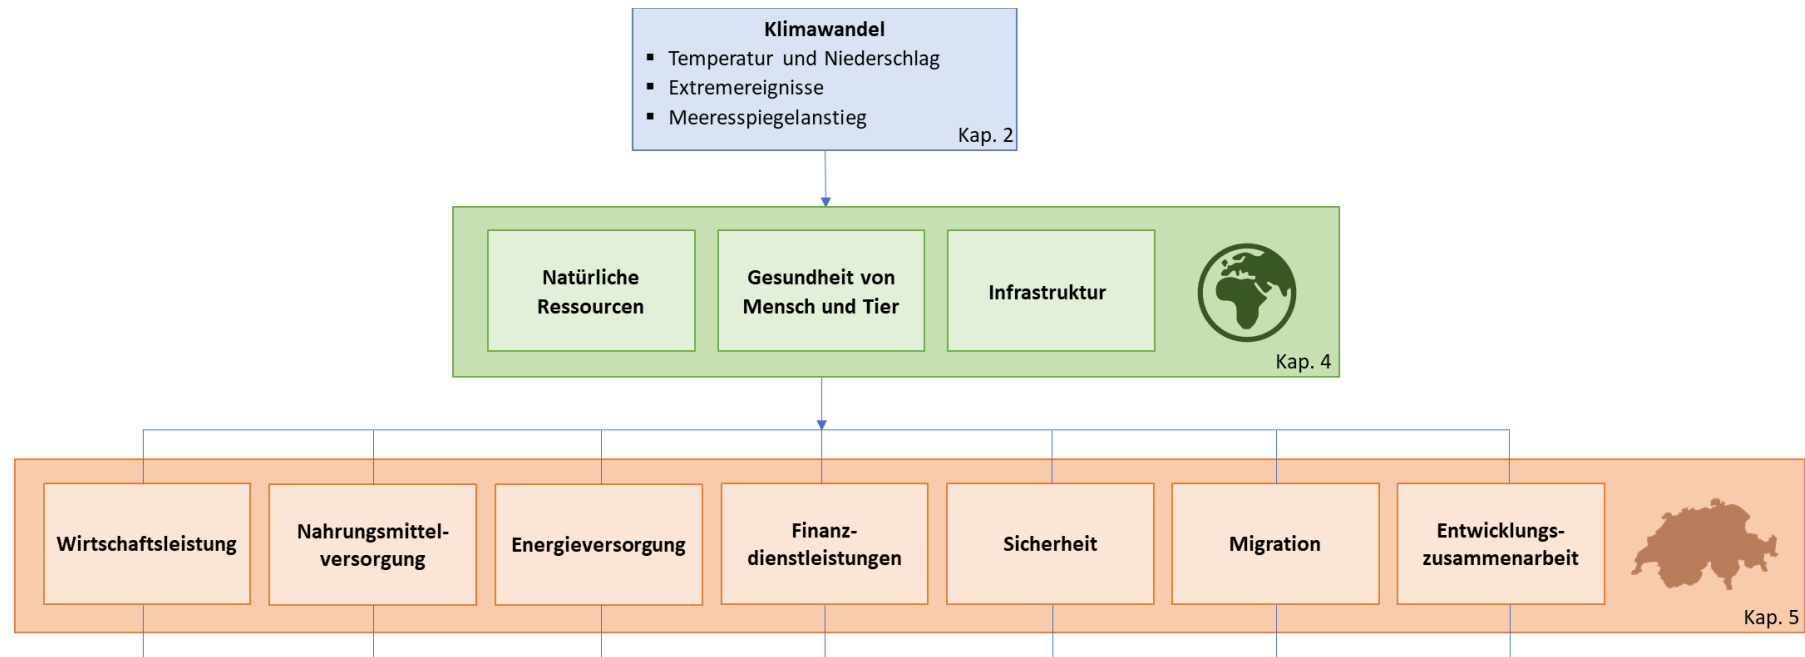 Klimawandel
▪ Temperatur und Niederschlag
▪ Extremereignisse
▪ Meeresspiegelanstieg
Kap. 2
Natürliche
Ressourcen
Gesundheit von
Mensch und Tier
Infrastruktur
Kap. 4
Wirtschaftsleistung
Nahrungsmittel-
versorgung
Energieversorgung
Finanz-
dienstleistungen
Sicherheit
Migration
Entwicklungs-
zusammenarbeit
Kap. 5